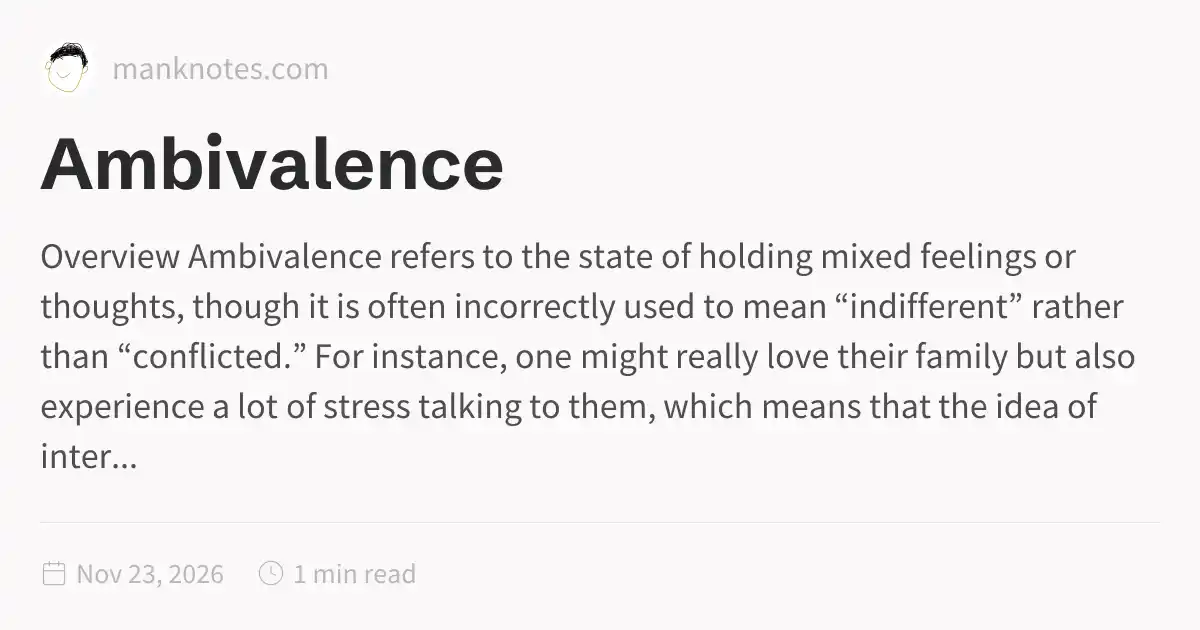 manknotes.com
Ambivalence
Overview Ambivalence refers to the state of holding mixed feelings or
thoughts, though it is often incorrectly used to mean “indifferent” rather
than “conflicted.” For instance, one might really love their family but also
experience a lot of stress talking to them, which means that the idea of
inter...
Nov 23, 2026 1 min read